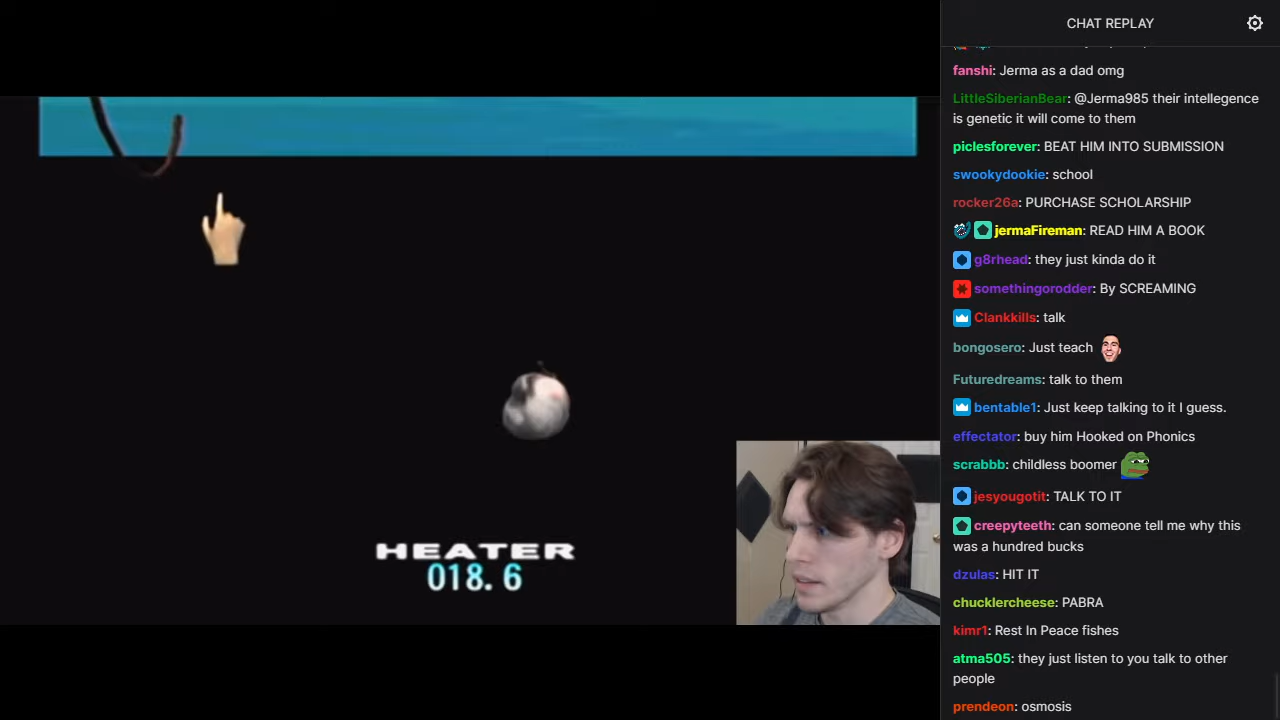 CHAT REPLAY
fanshi: Jerma as a dad omg
LittleSiberianBear: @Jerma985 their intellegence
is genetic it will come to them
piclesforever: BEAT HIM INTO SUBMISSION
swookydookie: school
rocker26a: PURCHASE SCHOLARSHIP
jermaFireman: READ HIM A BOOK
g8rhead: they just kinda do it
somethingorodder: By SCREAMING
Clankkills: talk
bongosero: Just teach
Futuredreams: talk to them
bentable1: Just keep talking to it I guess.
effectator: buy him Hooked on Phonics
scrabbb: childless boomer
jesyougotit: TALK TO IT
creepyteeth: can someone tell me why this
was a hundred bucks
dzulas: HIT IT
chucklercheese: PABRA
kimr1: Rest In Peace fishes
atma505: they just listen to you talk to other
people
prendeon: osmosis
HEATER
018. 6